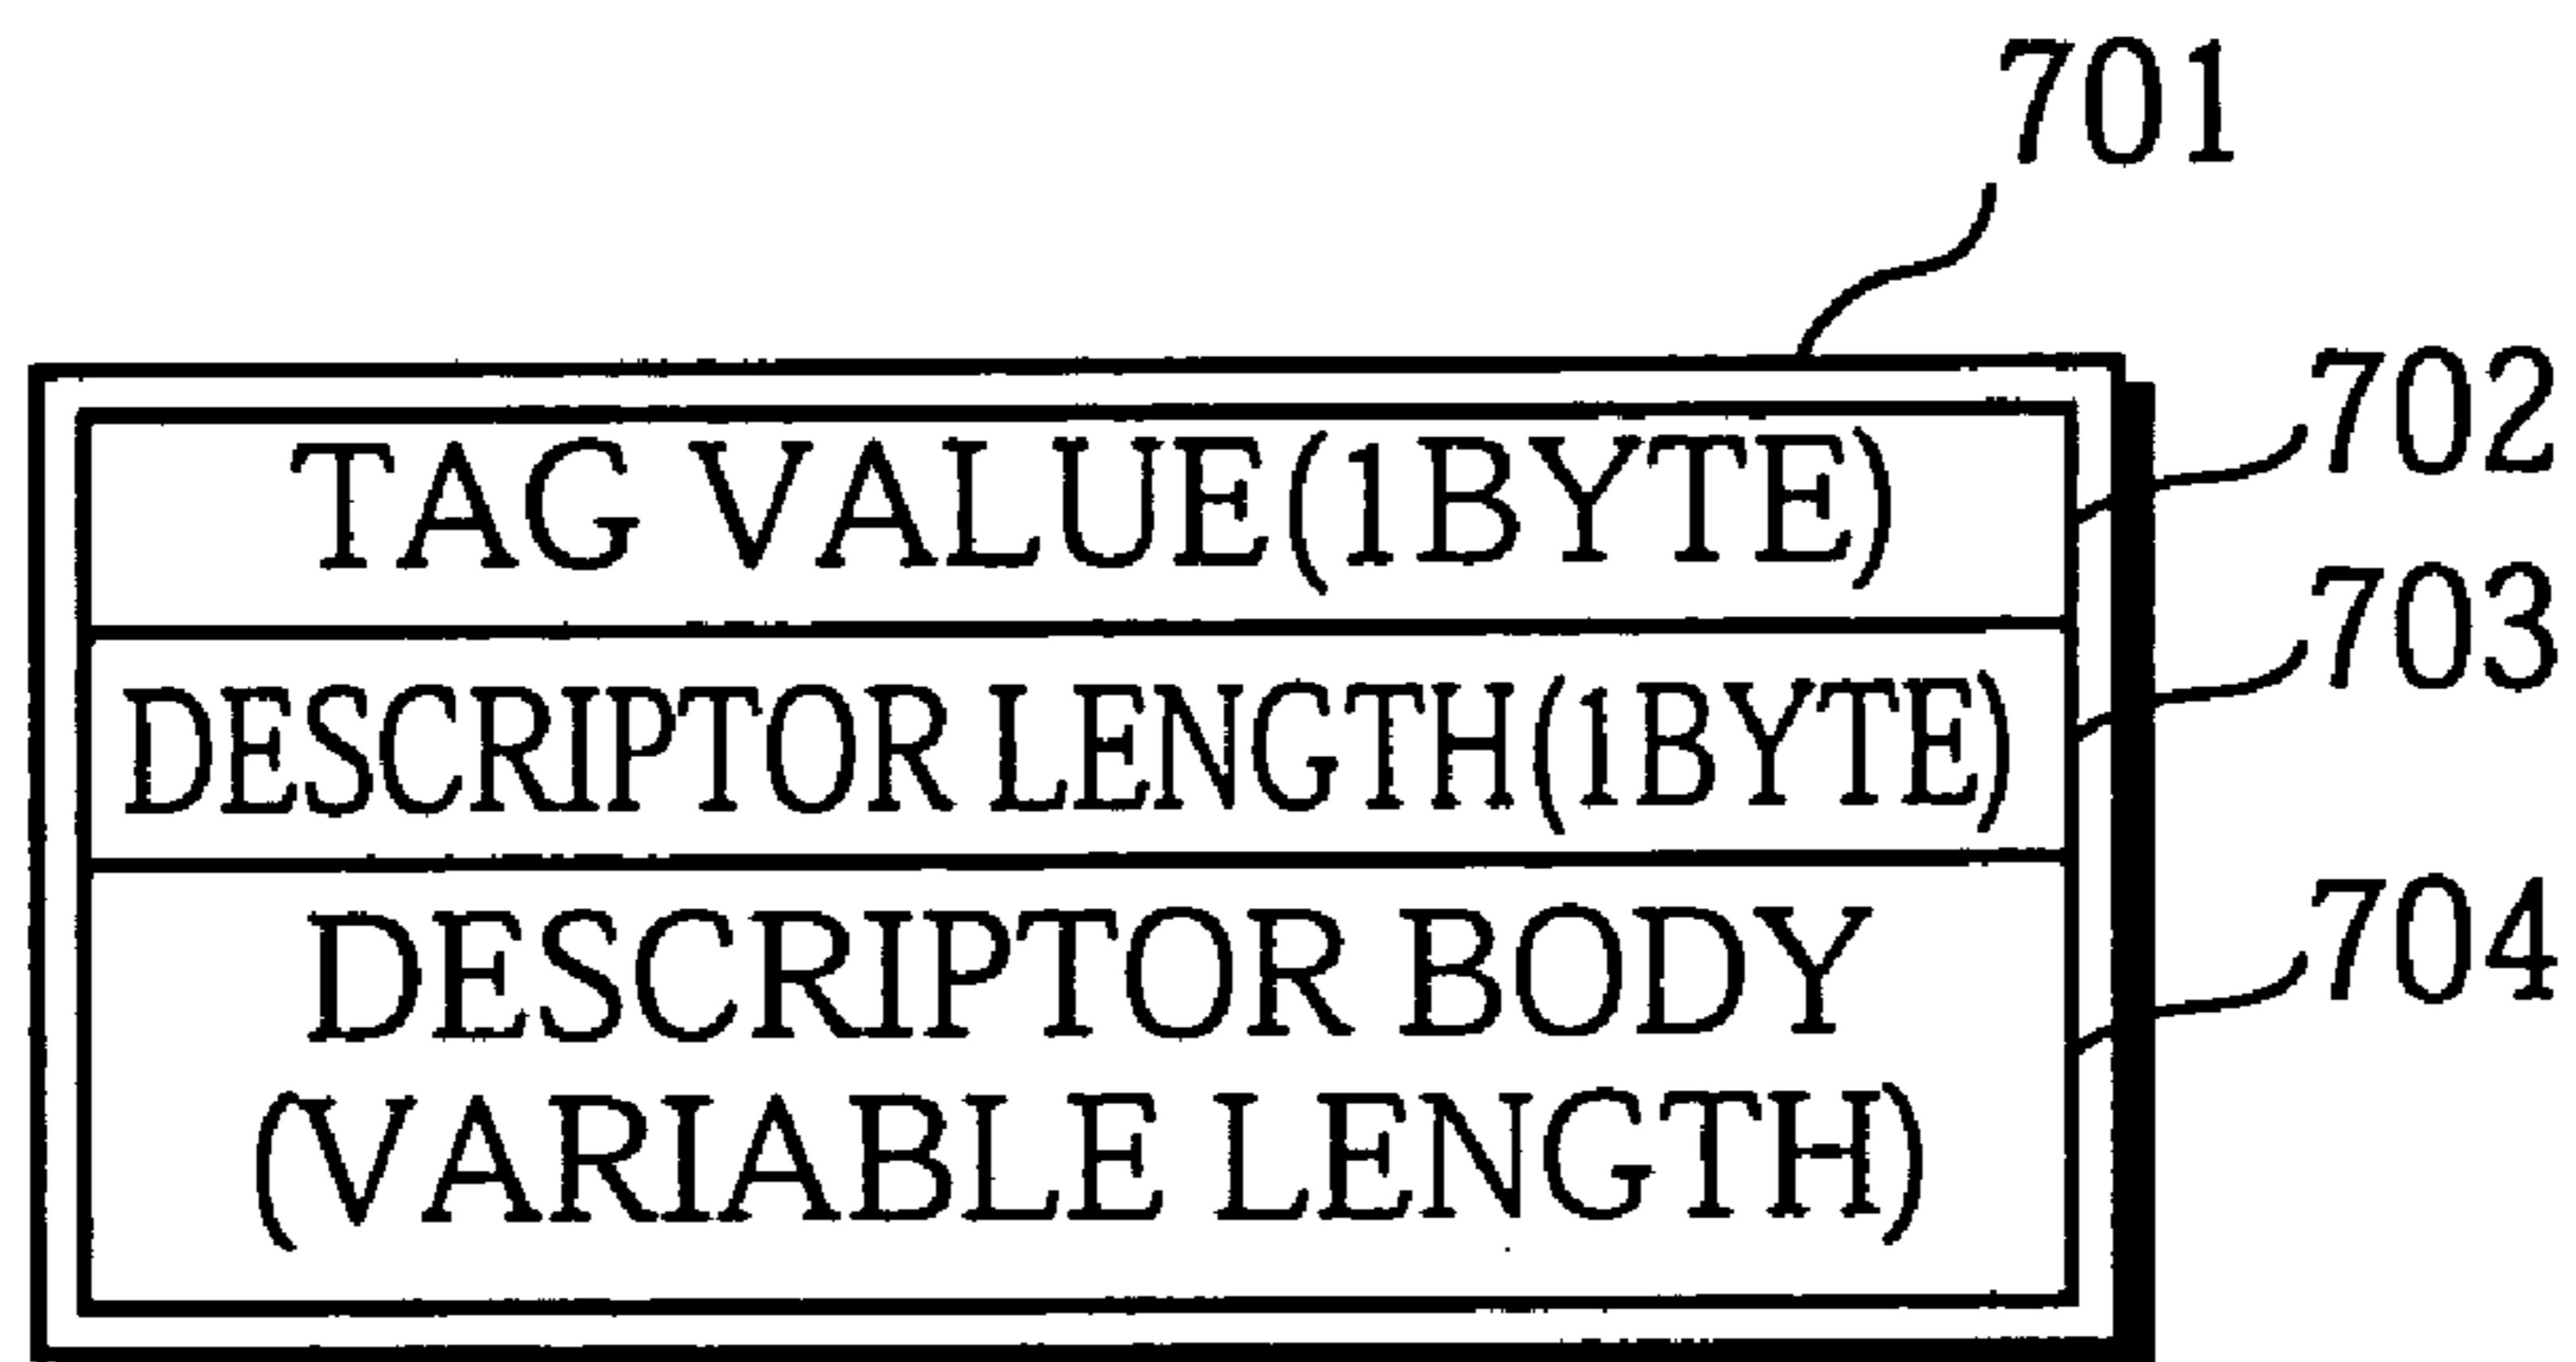 701
TAG VALUE(1BYTE) 702
DESCRIPTOR LENGTH(1BYTE) 703
DESCRIPTOR BODY 704
(VARIABLE LENGTH)